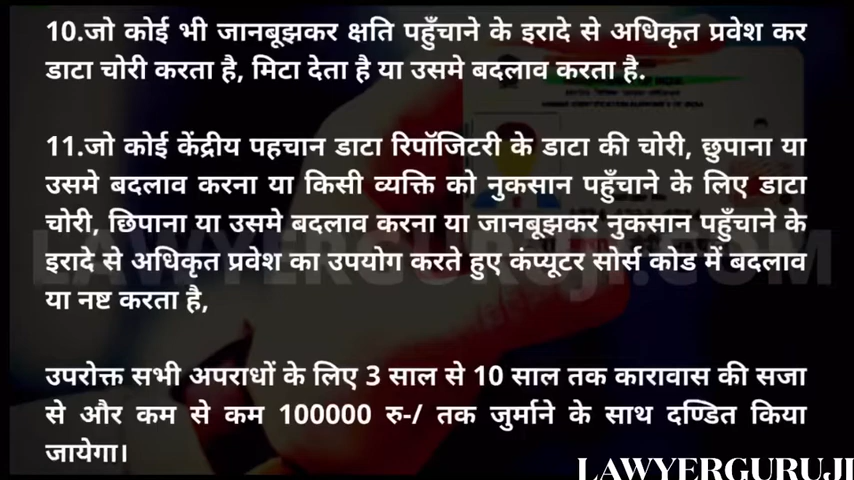 10.जो कोई भी जानबूझकर क्षति पहुँचाने के इरादे से अधिकृत प्रवेश कर
डाटा चोरी करता है, मिटा देता है या उसमे बदलाव करता है.
11.जो कोई केंद्रीय पहचान डाटा रिपॉजिटरी के डाटा की चोरी, छुपाना या
उसमे बदलाव करना या किसी व्यक्ति को नुकसान पहुँचाने के लिए डाटा
चोरी, छिपाना या उसमे बदलाव करना या जानबूझकर नुकसान पहुँचाने के
इरादे से अधिकृत प्रवेश का उपयोग करते हुए कंप्यूटर सोर्स कोड में बदलाव
या नष्ट करता है,
LAWYERGURUJI.COM
उपरोक्त सभी अपराधों के लिए 3 साल से 10 साल तक कारावास की सजा
से और कम से कम 100000 रु-/ तक जुर्माने के साथ दण्डित किया
जायेगा।
LAWYERGURUJI